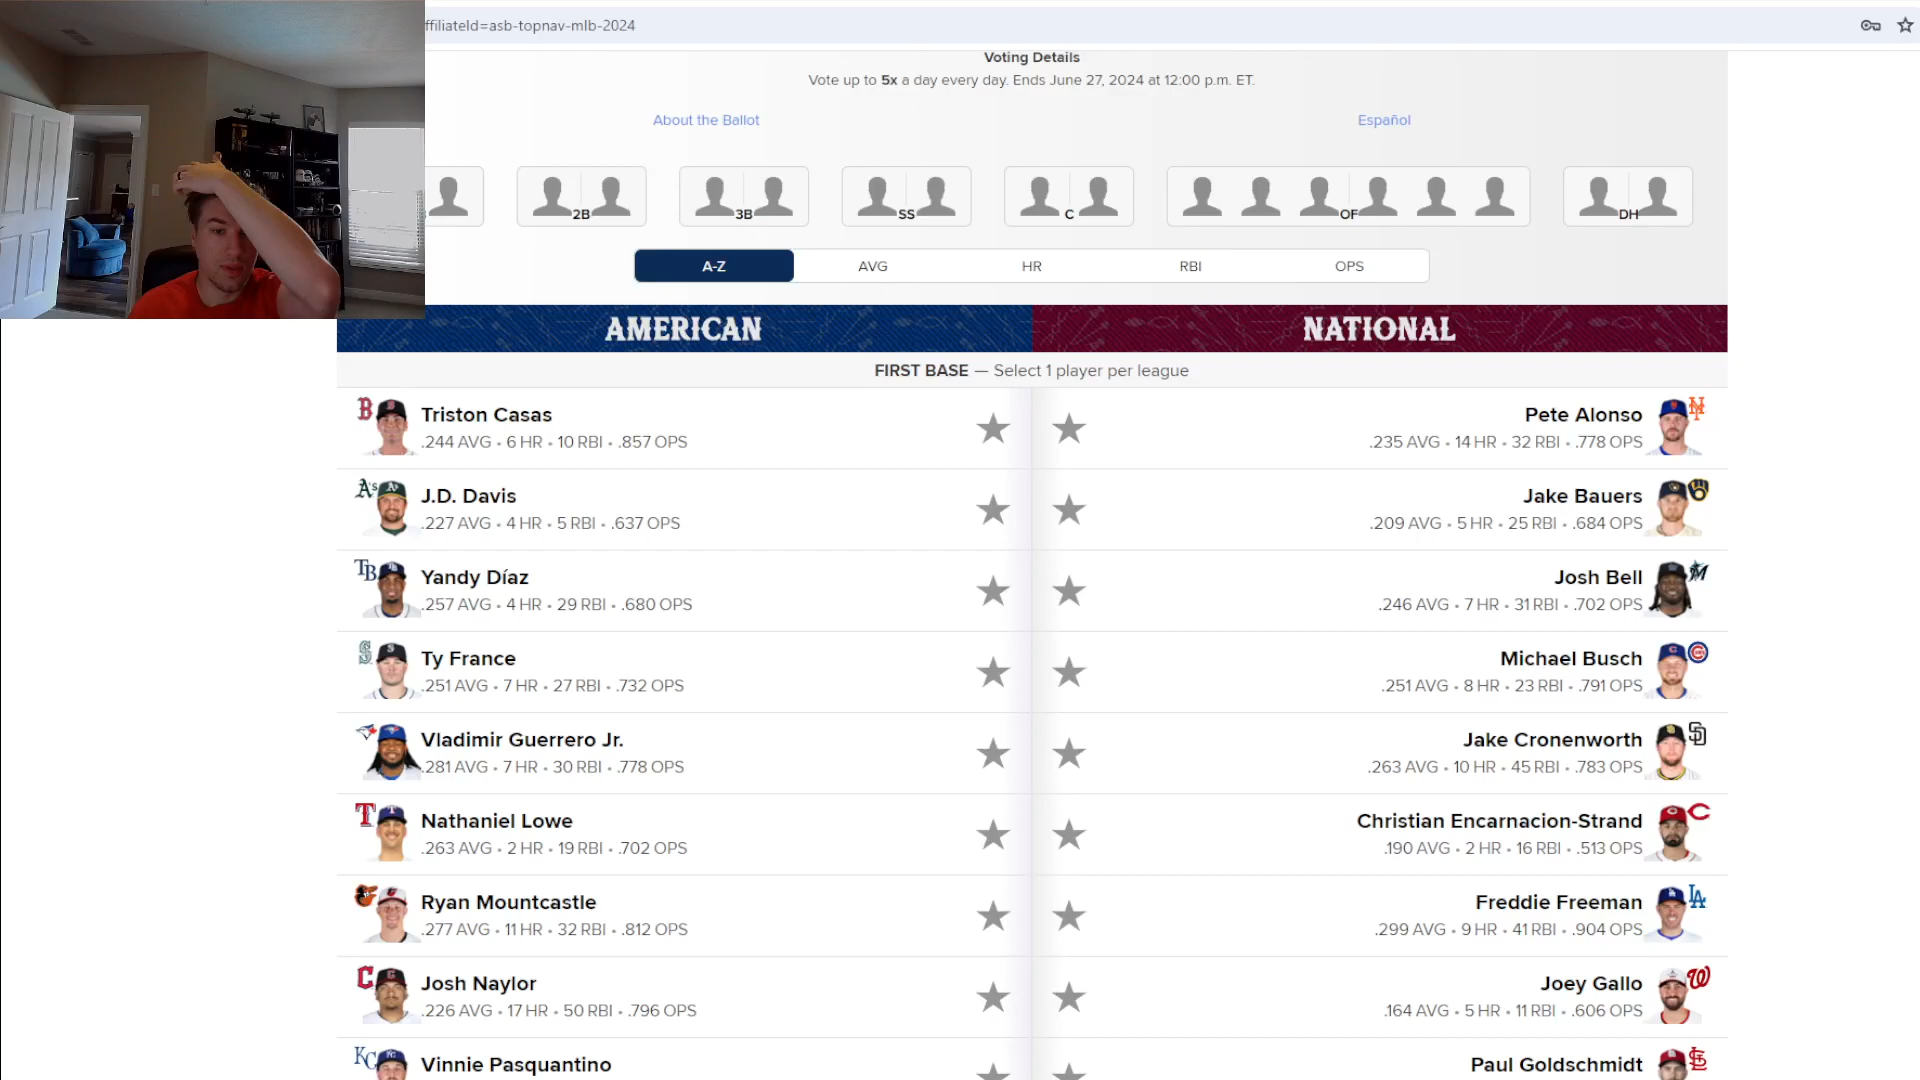 ffiliateId=asb-topnav-mlb-2024
Voting Details
Vote up to 5x a day every day. Ends June 27, 2024 at 12:00 p.m. ET.
About the Ballot
Español
2B
3B
SS
C
OF
DH
A-Z
AVG
HR
RBI
OPS
AMERICAN
NATIONAL
FIRST BASE — Select 1 player per league
Triston Casas
.244 AVG • 6 HR • 10 RBI • .857 OPS
Pete Alonso
.235 AVG • 14 HR • 32 RBI • .778 OPS
J.D. Davis
.227 AVG • 4 HR • 5 RBI • .637 OPS
Jake Bauers
.209 AVG • 5 HR • 25 RBI • .684 OPS
Yandy Díaz
.257 AVG • 4 HR • 29 RBI • .680 OPS
Josh Bell
.246 AVG • 7 HR • 31 RBI • .702 OPS
Ty France
.251 AVG • 7 HR • 27 RBI • .732 OPS
Michael Busch
.251 AVG • 8 HR • 23 RBI • .791 OPS
Vladimir Guerrero Jr.
.281 AVG • 7 HR • 30 RBI • .778 OPS
Jake Cronenworth
.263 AVG • 10 HR • 45 RBI • .783 OPS
Nathaniel Lowe
.263 AVG • 2 HR • 19 RBI • .702 OPS
Christian Encarnacion-Strand
.190 AVG • 2 HR • 16 RBI • .513 OPS
Ryan Mountcastle
.277 AVG • 11 HR • 32 RBI • .812 OPS
Freddie Freeman
.299 AVG • 9 HR • 41 RBI • .904 OPS
Josh Naylor
.226 AVG • 17 HR • 50 RBI • .796 OPS
Joey Gallo
.164 AVG • 5 HR • 11 RBI • .606 OPS
Vinnie Pasquantino
Paul Goldschmidt